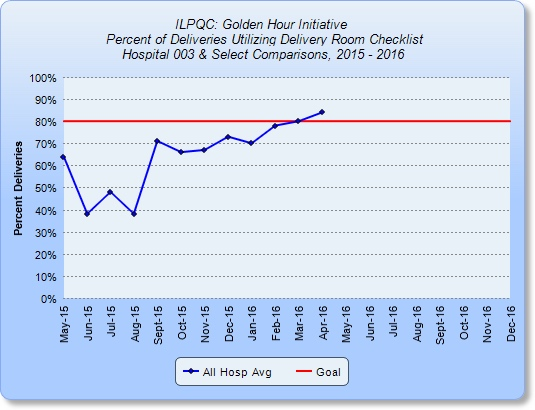 ILPQC: Golden Hour Initiative
Percent of Deliveries Utilizing Delivery Room Checklist
Hospital 003 & Select Comparisons, 2015 - 2016
100%
90%
80%
70%
60%
50%
40%
30%
20%
10%
0%
Percent Deliveries
May-15
Jun-15
Jul-15
Aug-15
Sept-15
Oct-15
Nov-15
Dec-15
Jan-16
Feb-16
Mar-16
Apr-16
May-16
Jun-16
Jul-16
Aug-16
Sept-16
Oct-16
Nov-16
Dec-16
All Hosp Avg
Goal